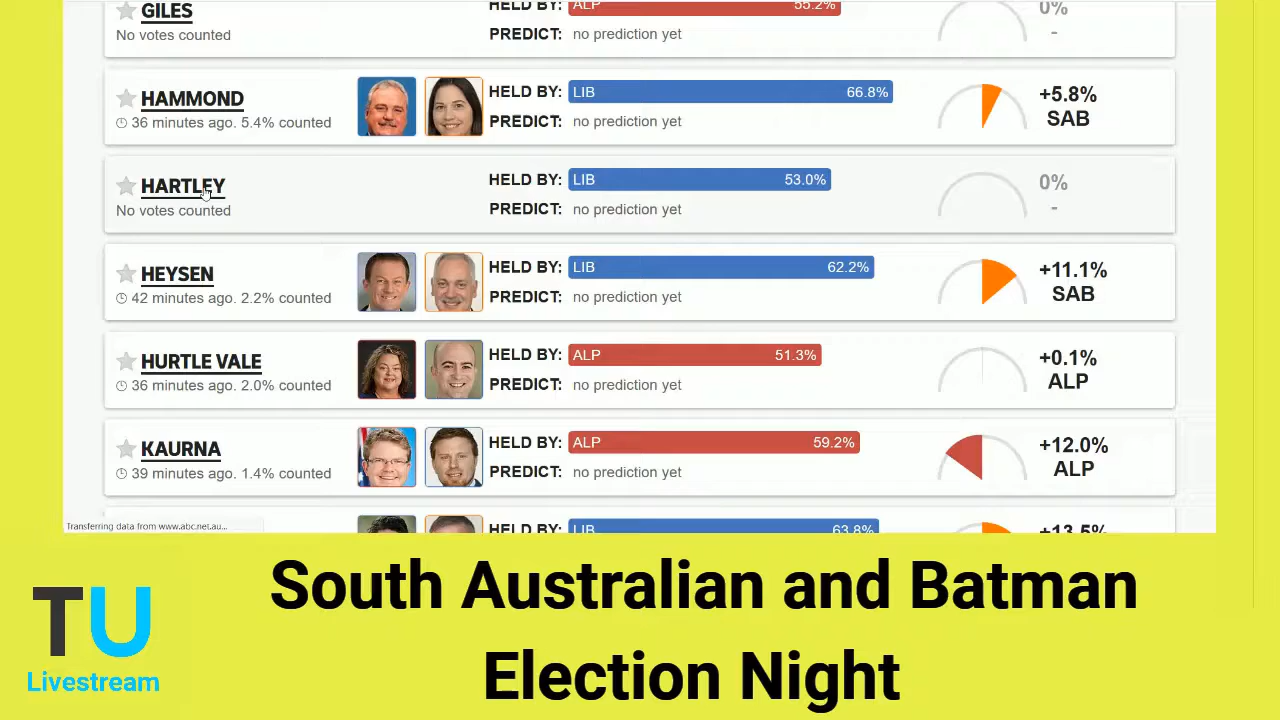 GILES
No votes counted
HELD BY: ALP 55.2%
PREDICT: no prediction yet
0%
-
HAMMOND
36 minutes ago. 5.4% counted
HELD BY: LIB 66.8%
PREDICT: no prediction yet
+5.8%
SAB
HARTLEY
No votes counted
HELD BY: LIB 53.0%
PREDICT: no prediction yet
0%
-
HEYSEN
42 minutes ago. 2.2% counted
HELD BY: LIB 62.2%
PREDICT: no prediction yet
+11.1%
SAB
HURTLE VALE
36 minutes ago. 2.0% counted
HELD BY: ALP 51.3%
PREDICT: no prediction yet
+0.1%
ALP
KAURNA
39 minutes ago. 1.4% counted
HELD BY: ALP 59.2%
PREDICT: no prediction yet
+12.0%
ALP
HELD BY: LIB 63.8%
+13.5%
Transferring data from www.abc.net.au...
TU
Livestream
South Australian and Batman
Election Night